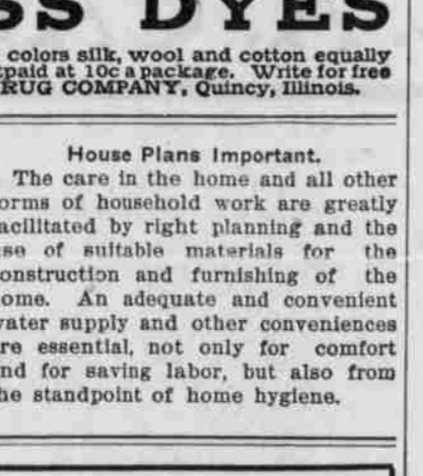 SS DYES
colors silk, wool and cotton equally
tpaid at 10c a package. Write for free
RUG COMPANY, Quincy, Illinois.
House Plans Important.
The care in the home and all other
orms of household work are greatly
acilitated by right planning and the
se of suitable materials for the
onstruction and furnishing of the
ome. An adequate and convenient
vater supply and other conveniences
re essential, not only for comfort
nd for saving labor, but also from
he standpoint of home hygiene.